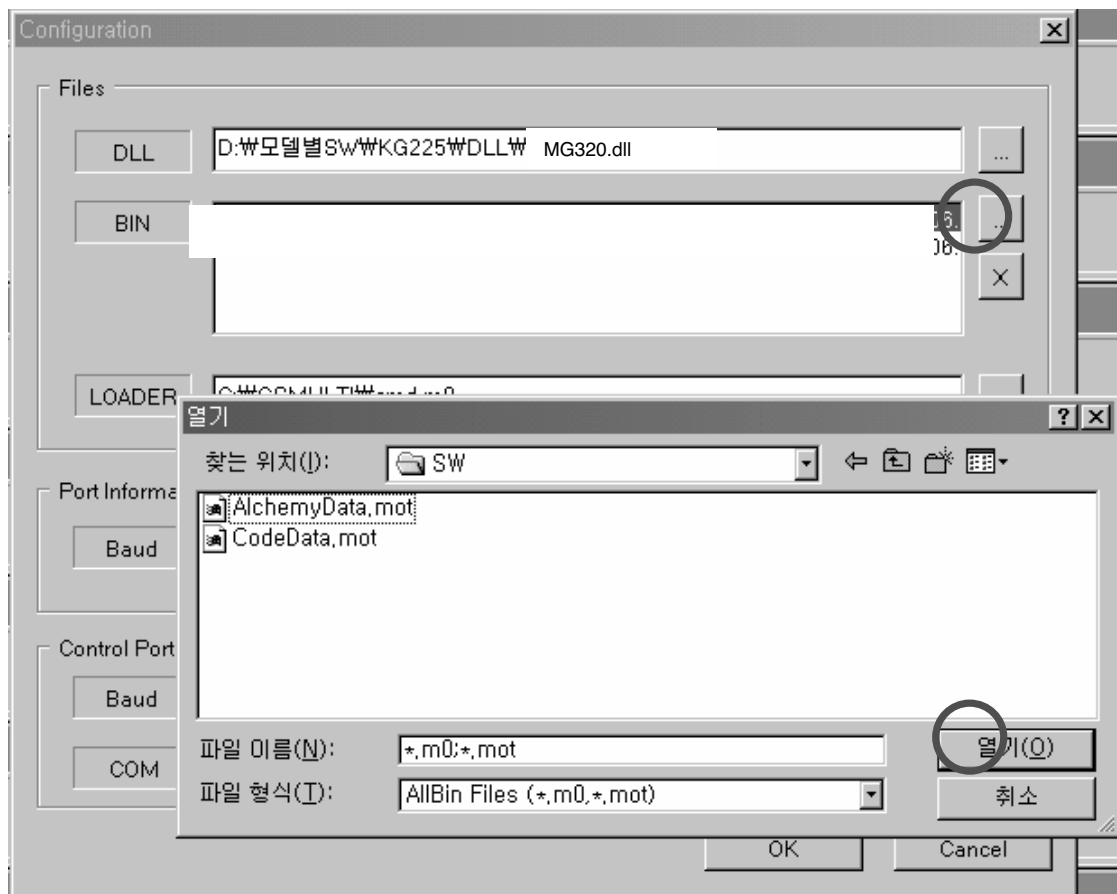 Configuration
Files
DLL
D:₩모델별SW₩KG225₩DLL₩ MG320.dll
...
BIN
06.
X
LOADER
열기
찾는 위치(I):
SW
AlchemyData.mot
CodeData.mot
Port Informa
Baud
Control Port
Baud
COM
파일 이름(N):
*.m0;*.mot
열기(O)
파일 형식(T):
AllBin Files (*.m0,*.mot)
취소
OK
Cancel